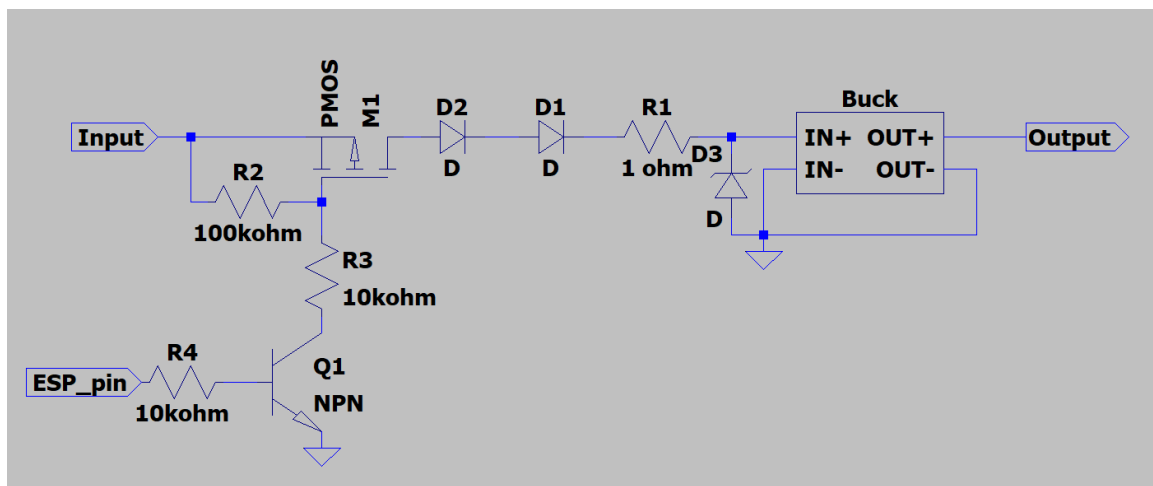 Buck
PMOS
M1
D2
D1
R1
Input
IN+ OUT+
Output
D
D
1 ohm
D3
IN- OUT-
R2
100kohm
D
R3
10kohm
R4
Q1
ESP_pin
10kohm
NPN